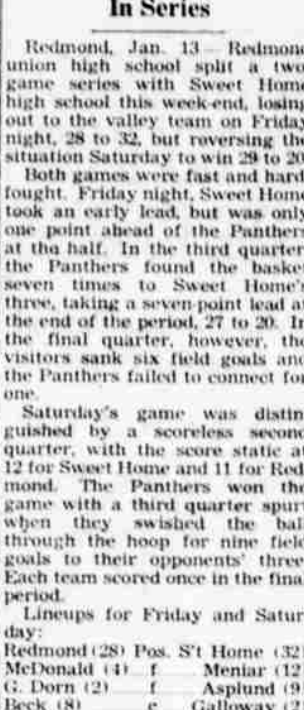 In Series
Redmond, Jan. 13 — Redmond
union high school split a two
game series with Sweet Home
high school this week-end, losing
out to the valley team on Friday
night, 28 to 32, but reversing the
situation Saturday to win 29 to 20
Both games were fast and hard
fought. Friday night, Sweet Home
took an early lead, but was only
one point ahead of the Panthers
at the half. In the third quarter
the Panthers found the basket
seven times to Sweet Home's
three, taking a seven-point lead at
the end of the period, 27 to 20. In
the final quarter, however, the
visitors sank six field goals and
the Panthers failed to connect for
one.
Saturday's game was distin
guished by a scoreless second
quarter, with the score static at
12 for Sweet Home and 11 for Red
mond. The Panthers won the
game with a third quarter spurt
when they swished the ball
through the hoop for nine field
goals to their opponents' three
Each team scored once in the final
period.
Lineups for Friday and Satur
day:
Redmond (28) Pos. S't Home (32)
McDonald (4) f Meniar (12
G. Dorn (2) f Asplund (9
Beck (8) c Galloway (2